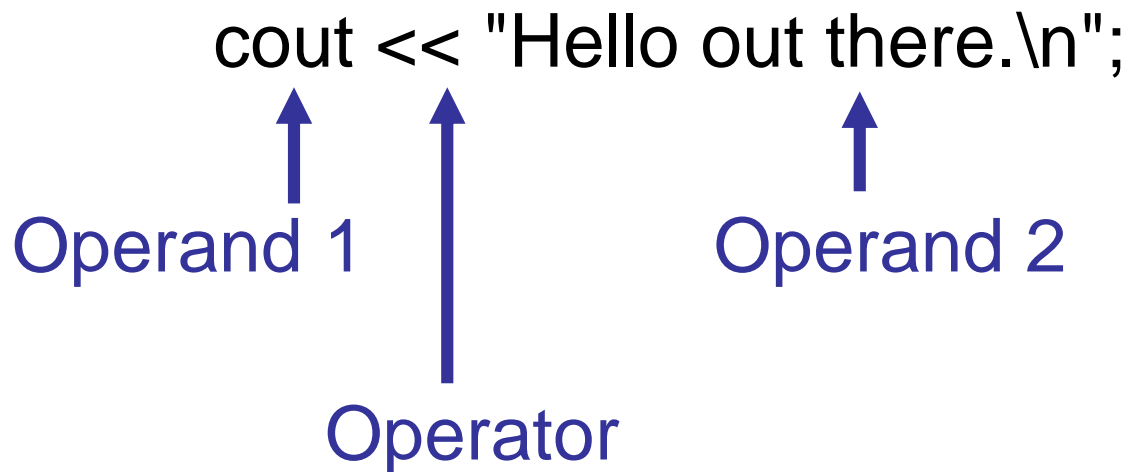 cout << "Hello out there.\n";
Operand 1
Operand 2
Operator